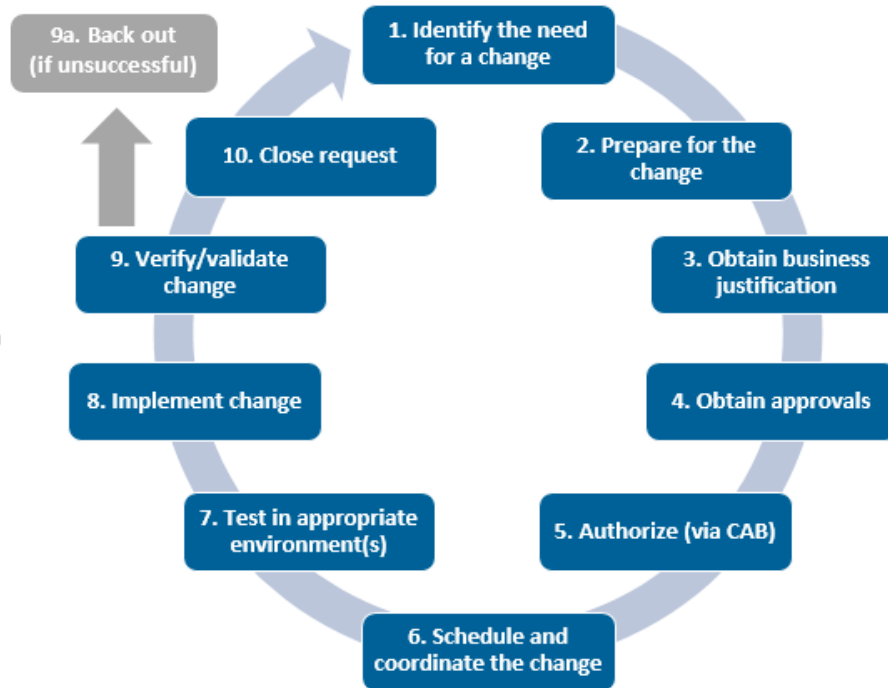 9a. Back out
(if unsuccessful)
1. Identify the need
for a change
2. Prepare for the
change
3. Obtain business
justification
4. Obtain approvals
5. Authorize (via CAB)
6. Schedule and
coordinate the change
7. Test in appropriate
environment(s)
8. Implement change
9. Verify/validate
change
10. Close request